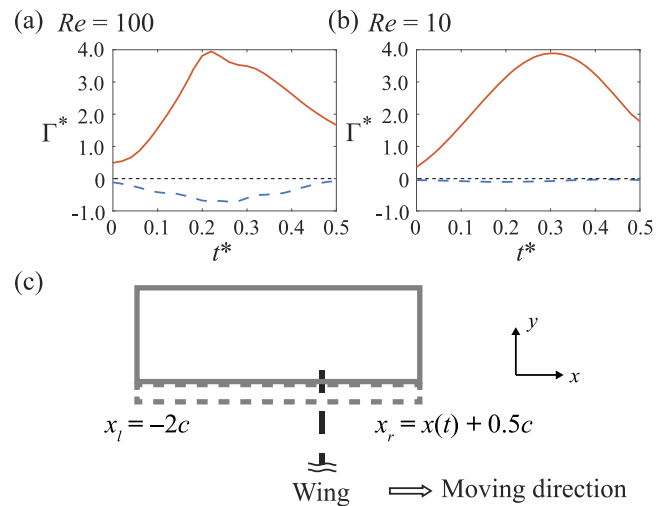 (a) Re = 100
(b) Re = 10
4.0
3.0
2.0
1.0
0
-1.0
Γ*
0 0.1 0.2 0.3 0.4 0.5
t*
4.0
3.0
2.0
1.0
0
-1.0
Γ*
0 0.1 0.2 0.3 0.4 0.5
t*
(c)
y
x
x_l = −2c
x_r = x(t) + 0.5c
Wing
Moving direction